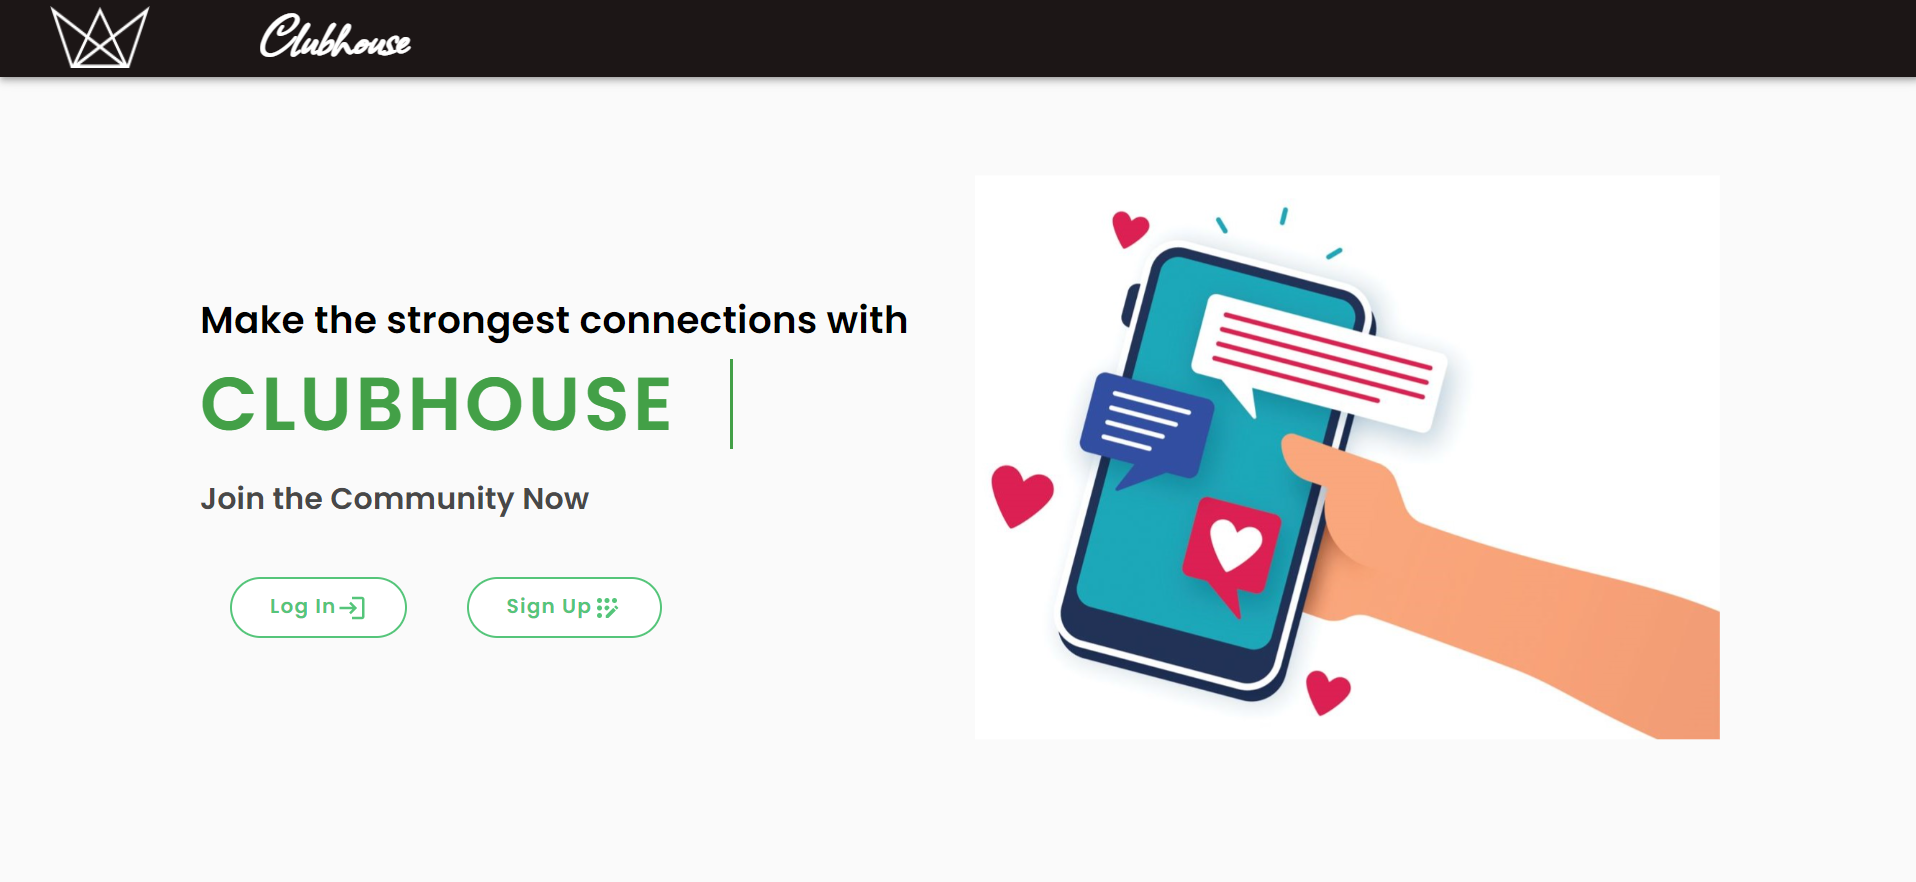 Clubhouse
Make the strongest connections with
CLUBHOUSE
Join the Community Now
Log In
Sign Up